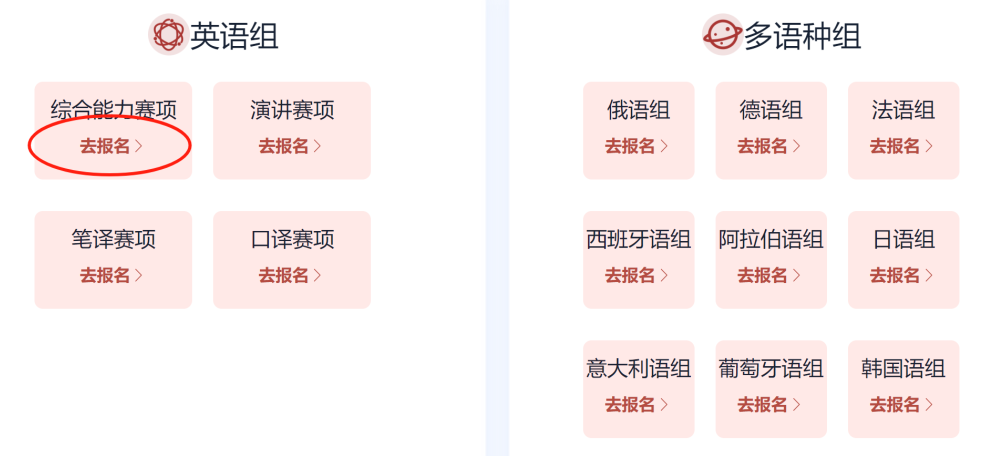 英语组
综合能力赛项
去报名 >
演讲赛项
去报名 >
笔译赛项
去报名 >
口译赛项
去报名 >
多语种组
俄语组
去报名 >
德语组
去报名 >
法语组
去报名 >
西班牙语组
去报名 >
阿拉伯语组
去报名 >
日语组
去报名 >
意大利语组
去报名 >
葡萄牙语组
去报名 >
韩国语组
去报名 >